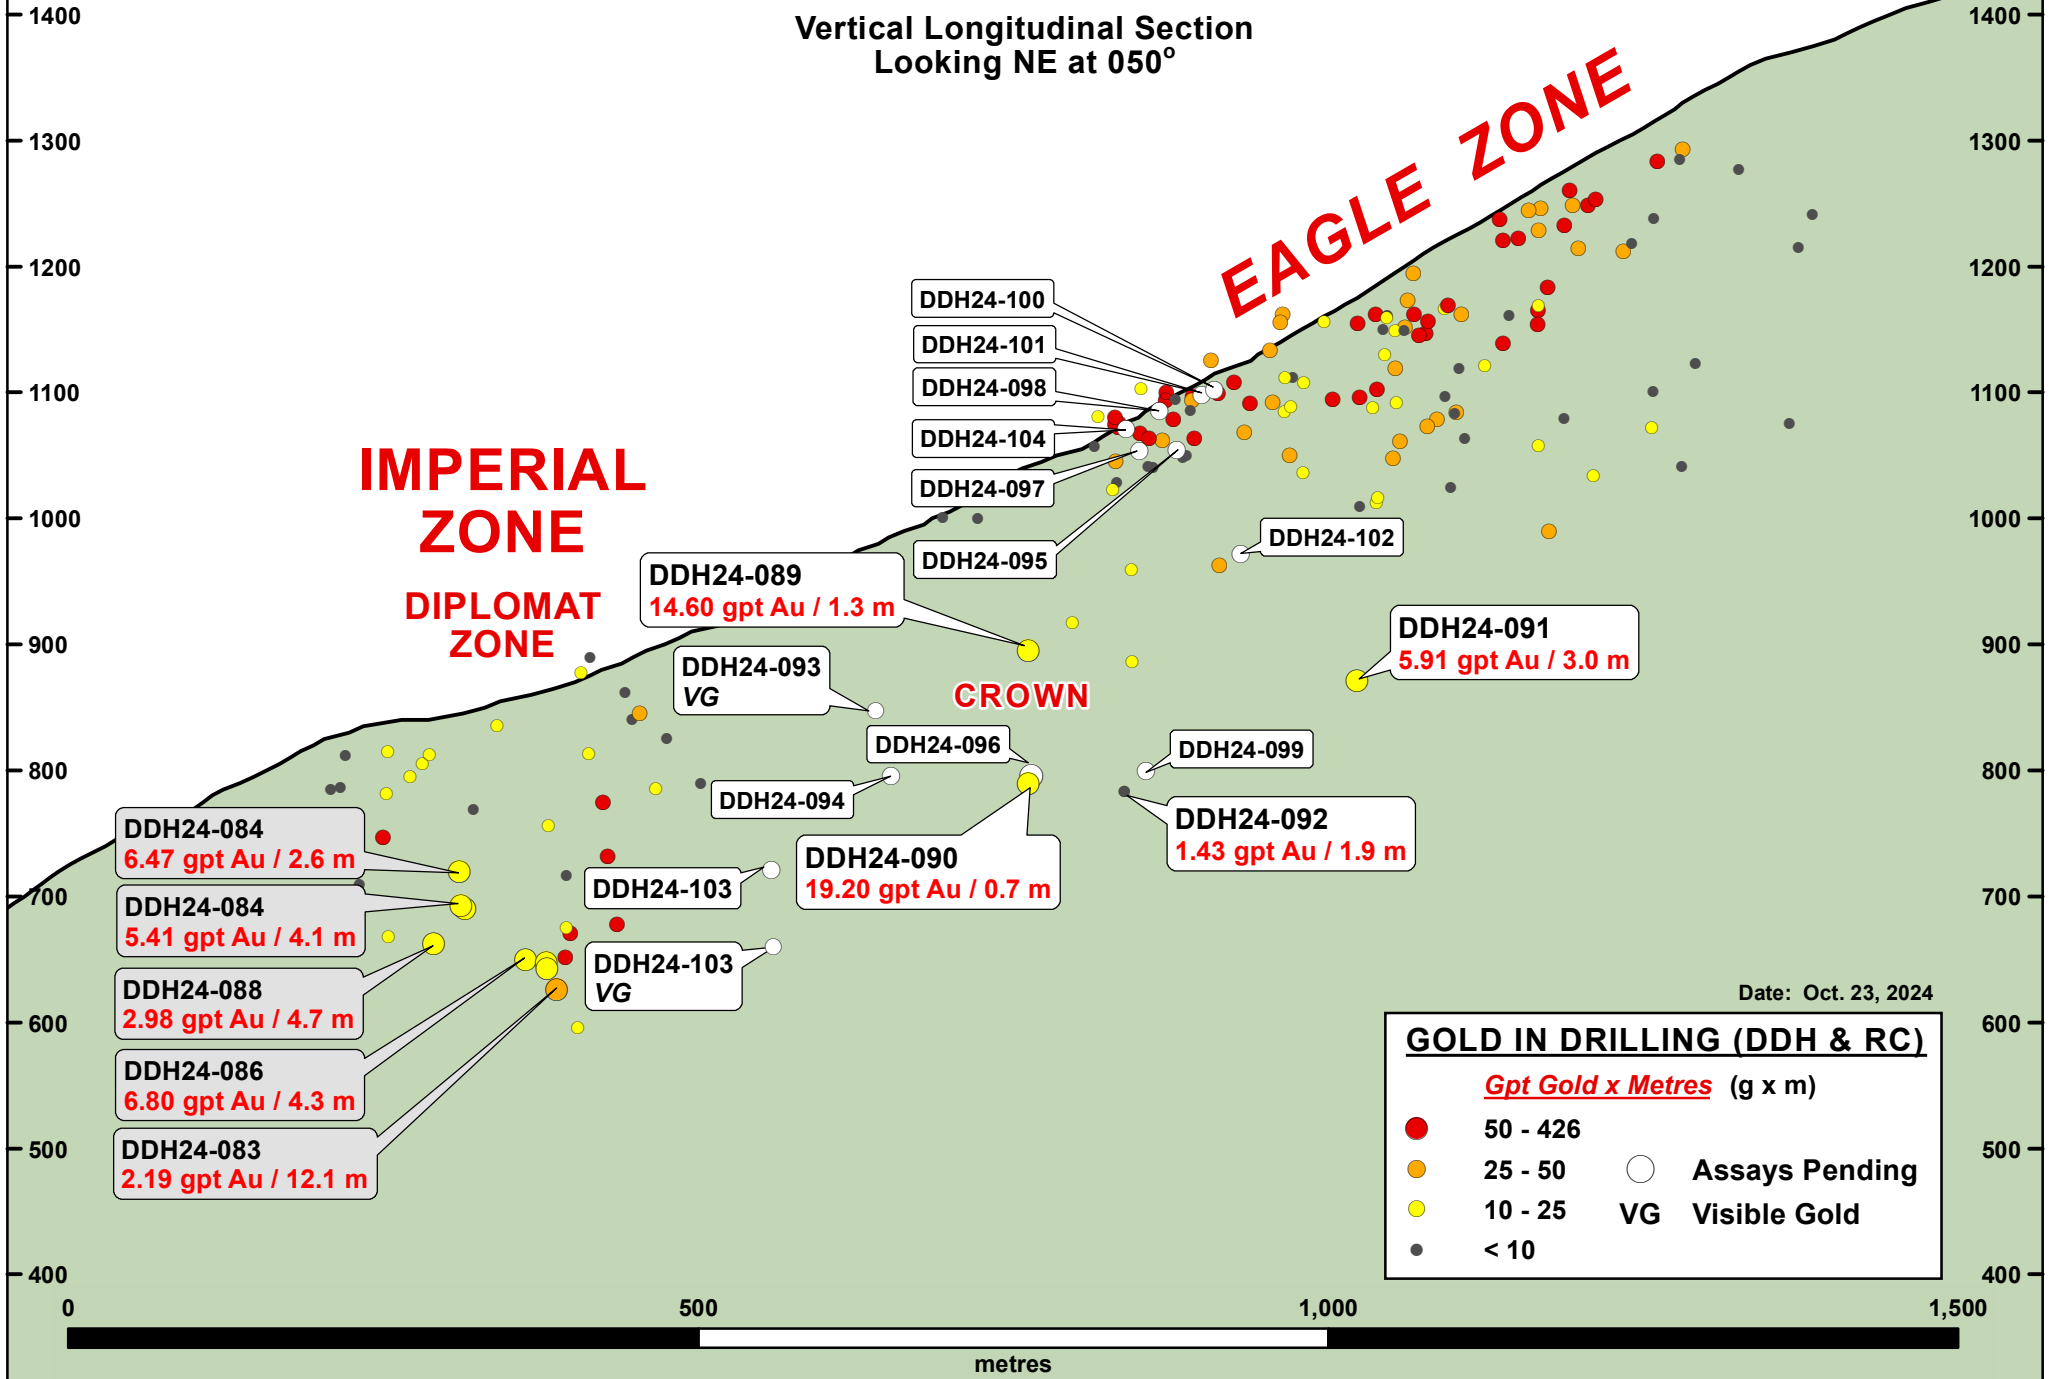 Vertical Longitudinal Section
Looking NE at 050°
1400
1300
1200
1100
1000
900
800
700
600
500
400
1400
1300
1200
1100
1000
900
800
700
600
500
400
EAGLE ZONE
IMPERIAL
ZONE
DIPLOMAT
ZONE
CROWN
DDH24-100
DDH24-101
DDH24-098
DDH24-104
DDH24-097
DDH24-095
DDH24-102
DDH24-089
14.60 gpt Au / 1.3 m
DDH24-091
5.91 gpt Au / 3.0 m
DDH24-093
VG
DDH24-096
DDH24-099
DDH24-094
DDH24-092
1.43 gpt Au / 1.9 m
DDH24-090
19.20 gpt Au / 0.7 m
DDH24-103
DDH24-103
VG
DDH24-084
6.47 gpt Au / 2.6 m
DDH24-084
5.41 gpt Au / 4.1 m
DDH24-088
2.98 gpt Au / 4.7 m
DDH24-086
6.80 gpt Au / 4.3 m
DDH24-083
2.19 gpt Au / 12.1 m
Date: Oct. 23, 2024
GOLD IN DRILLING (DDH & RC)
Gpt Gold x Metres (g x m)
50 - 426
25 - 50
10 - 25
< 10
Assays Pending
VG Visible Gold
0
500
1,000
1,500
metres